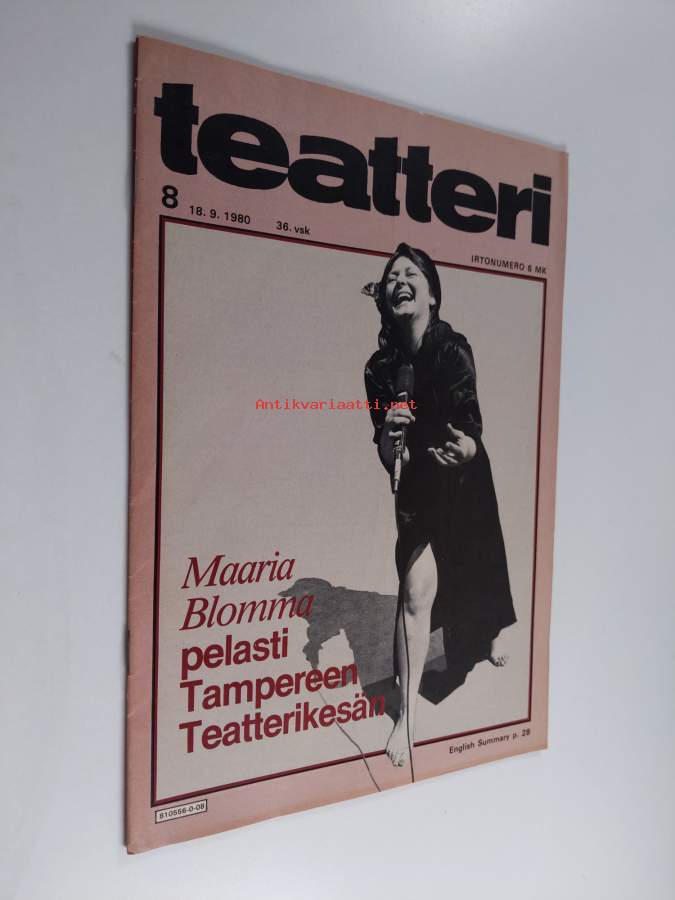 teatteri
8 18. 9. 1980 36. vsk
IRTONUMERO 6 MK
Antikvariaatti.net
Maaria
Blomma
pelasti
Tampereen
Teatterikesän
English Summary p. 28
810556-0-08